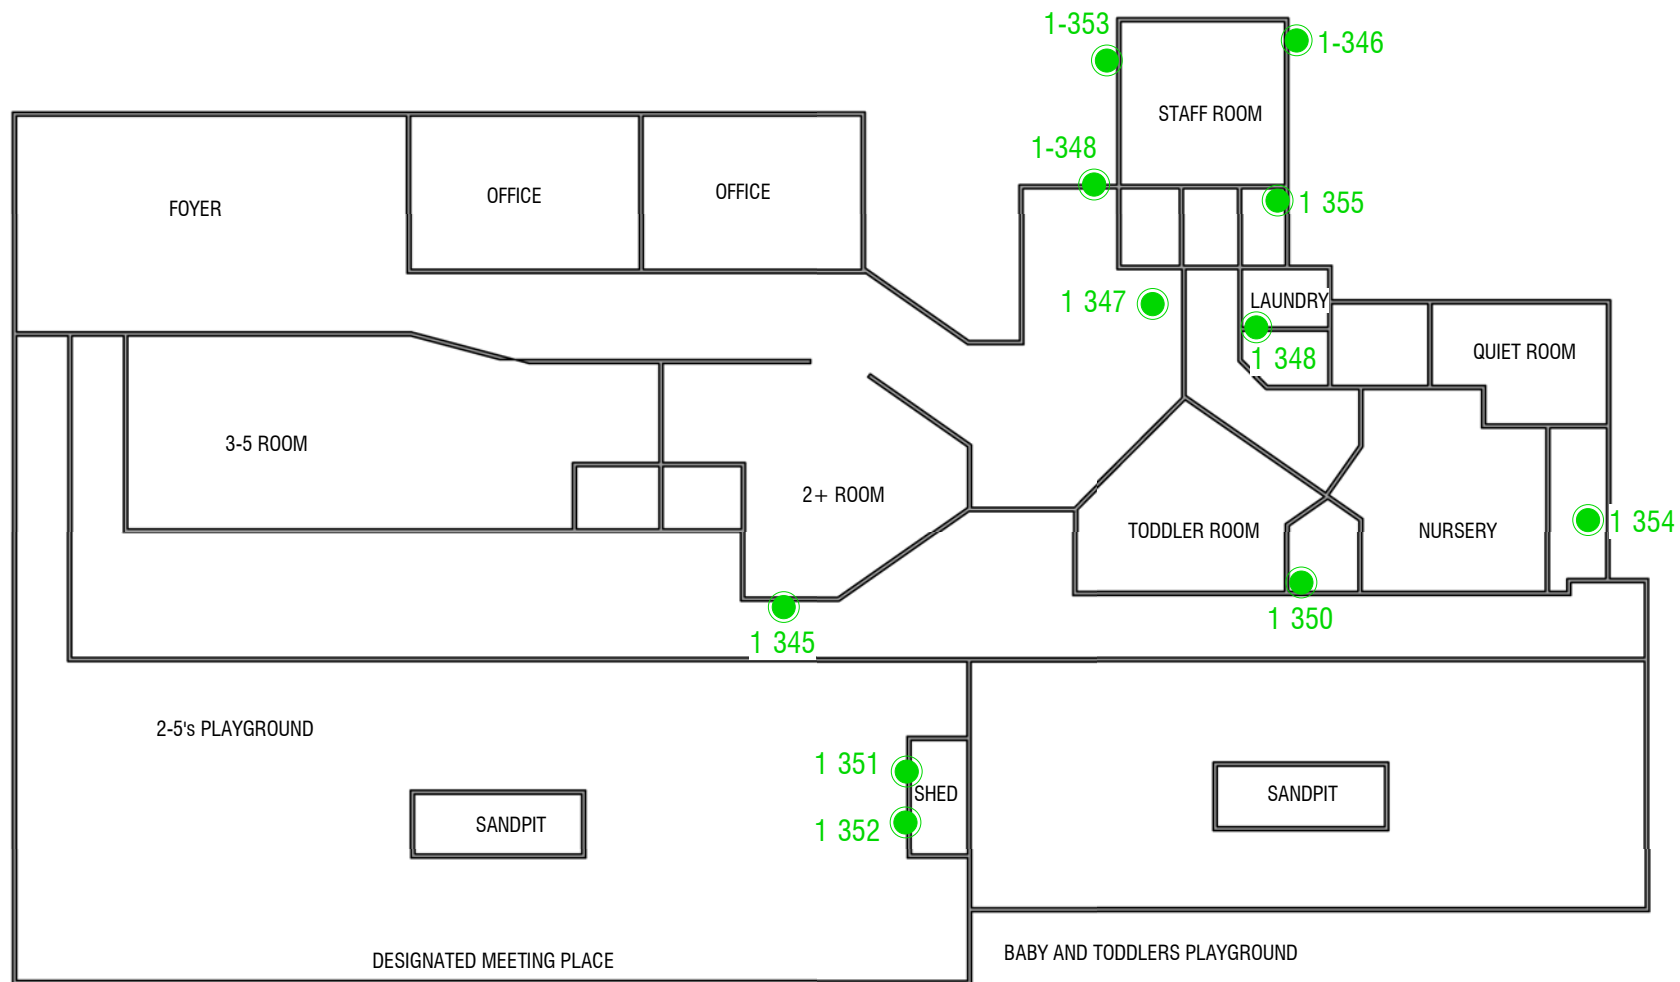 1-353
1-346
STAFF ROOM
1-348
OFFICE
OFFICE
FOYER
1 355
1 347
LAUNDRY
1 348
QUIET ROOM
3-5 ROOM
2+ ROOM
TODDLER ROOM
NURSERY
1 354
1 350
1 345
2-5's PLAYGROUND
1 351
SHED
SANDPIT
1 352
SANDPIT
DESIGNATED MEETING PLACE
BABY AND TODDLERS PLAYGROUND